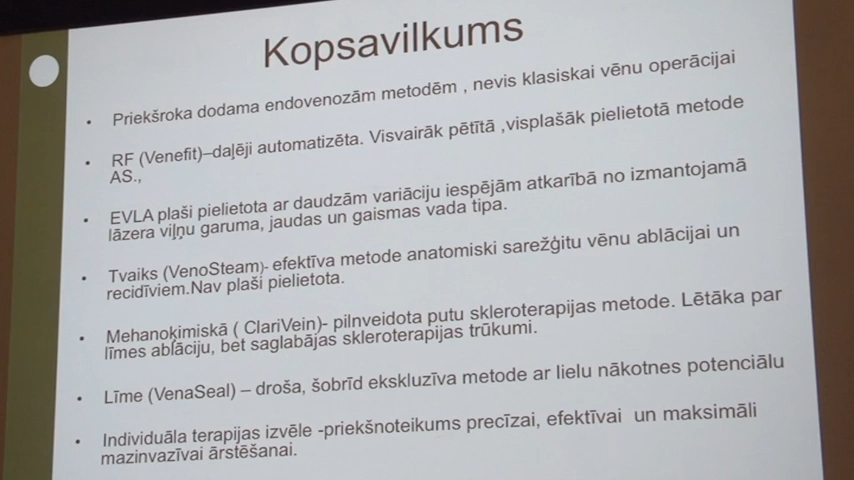 Kopsavilkums
• Priekšroka dodama endovenozām metodēm , nevis klasiskai vēnu operācijai
• RF (Venefit)–daļēji automatizēta. Visvairāk pētītā ,visplašāk pielietotā metode
AS.,
• EVLA plaši pielietota ar daudzām variāciju iespējām atkarībā no izmantojamā
lāzera viļņu garuma, jaudas un gaismas vada tipa.
• Tvaiks (VenoSteam)- efektīva metode anatomiski sarežģitu vēnu ablācijai un
recidīviem.Nav plaši pielietota.
• Mehanoķimiskā ( ClariVein)- pilnveidota putu skleroterapijas metode. Lētāka par
līmes ablāciju, bet saglabājas skleroterapijas trūkumi.
• Līme (VenaSeal) – droša, šobrīd ekskluzīva metode ar lielu nākotnes potenciālu
• Individuāla terapijas izvēle -priekšnoteikums precīzai, efektīvai un maksimāli
mazinvazīvai ārstēšanai.